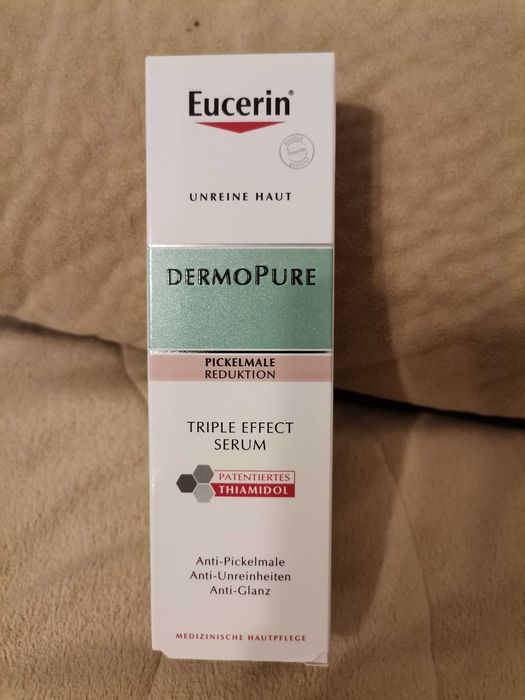 Eucerin®
Eucerin
UNREINE HAUT
DERMOPURE
PICKELMALE
REDUKTION
TRIPLE EFFECT
SERUM
PATENTIERTES
THIAMIDOL
Anti-Pickelmale
Anti-Unreinheiten
Anti-Glanz
MEDIZINISCHE HAUTPFLEGE